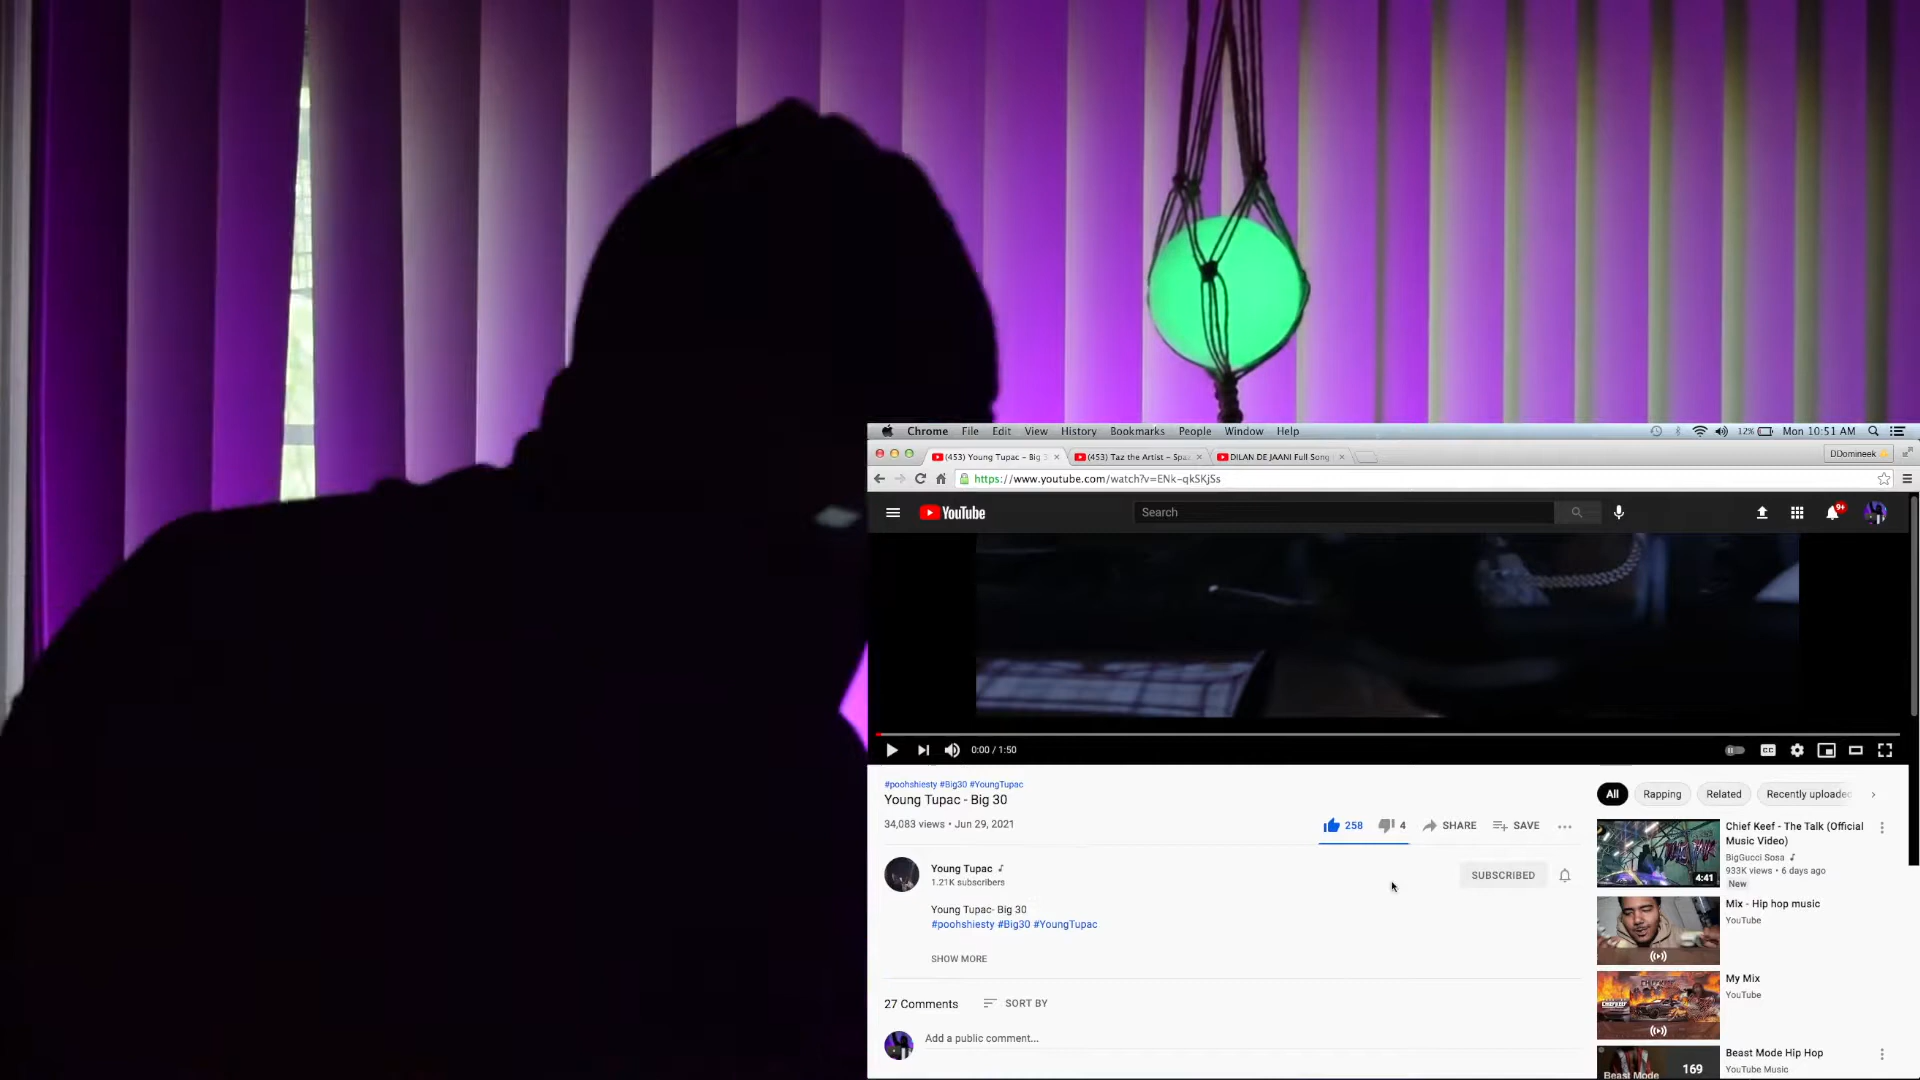 Chrome File Edit View History Bookmarks People Window Help
12% Mon 10:51 AM
(453) Young Tupac - Big 3
(453) Taz the Artist - Spa
DILAN DE JAANI Full Song
DDomineek
https://www.youtube.com/watch?v=ENk-qkSKjSs
YouTube
Search
9+
0:00 / 1:50
CC
#poohshiesty #Big30 #YoungTupac
Young Tupac - Big 30
34,083 views • Jun 29, 2021
258
4
SHARE
SAVE
Young Tupac
1.21K subscribers
SUBSCRIBED
Young Tupac- Big 30
#poohshiesty #Big30 #YoungTupac
SHOW MORE
27 Comments
SORT BY
Add a public comment...
All
Rapping
Related
Recently uploaded
Chief Keef - The Talk (Official
Music Video)
BigGucci Sosa
933K views • 6 days ago
New
4:41
Mix - Hip hop music
YouTube
My Mix
YouTube
Beast Mode Hip Hop
YouTube Music
Beast Mode
169